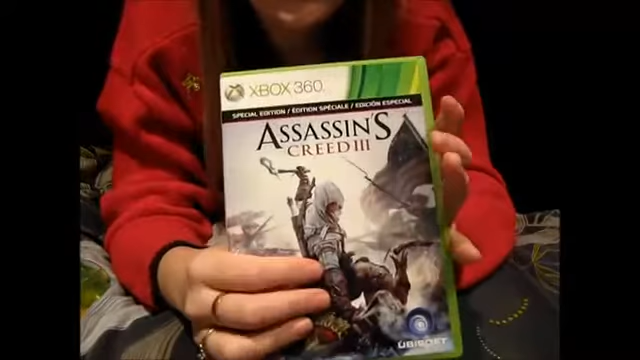 XBOX 360
SPECIAL EDITION / ÉDITION SPÉCIALE / EDICIÓN ESPECIAL
ASSASSIN'S
CREED III
UBISOFT